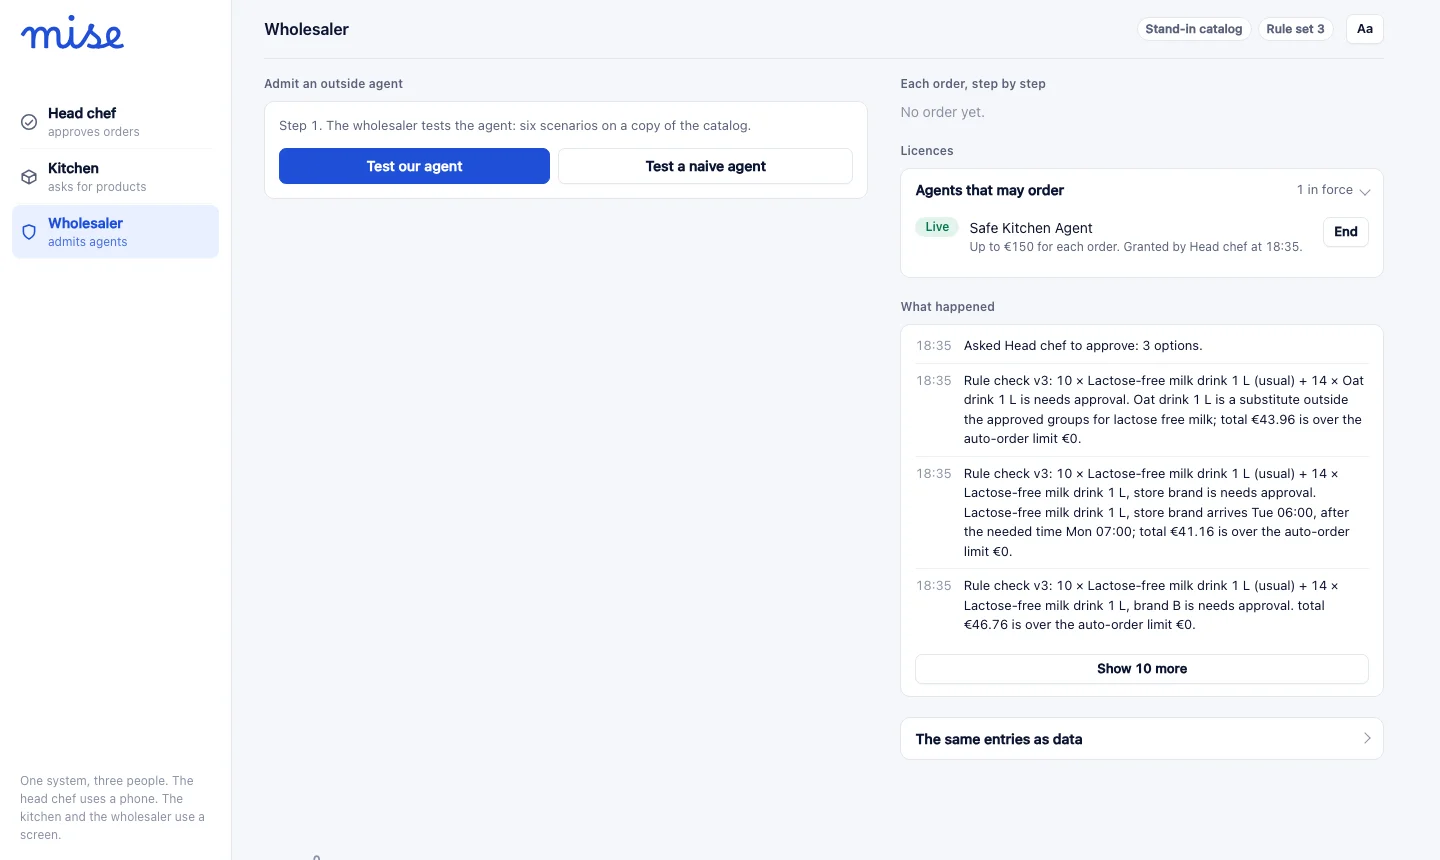 mise
Head chef
approves orders
Kitchen
asks for products
Wholesaler
admits agents
One system, three people. The
head chef uses a phone. The
kitchen and the wholesaler use a
screen.
Wholesaler
Stand-in catalog
Rule set 3
Aa
Admit an outside agent
Step 1. The wholesaler tests the agent: six scenarios on a copy of the catalog.
Test our agent
Test a naive agent
Each order, step by step
No order yet.
Licences
Agents that may order
1 in force
Live
Safe Kitchen Agent
Up to €150 for each order. Granted by Head chef at 18:35.
End
What happened
18:35 Asked Head chef to approve: 3 options.
18:35 Rule check v3: 10 × Lactose-free milk drink 1 L (usual) + 14 × Oat
drink 1 L is needs approval. Oat drink 1 L is a substitute outside
the approved groups for lactose free milk; total €43.96 is over the
auto-order limit €0.
18:35 Rule check v3: 10 × Lactose-free milk drink 1 L (usual) + 14 ×
Lactose-free milk drink 1 L, store brand is needs approval.
Lactose-free milk drink 1 L, store brand arrives Tue 06:00, after
the needed time Mon 07:00; total €41.16 is over the auto-order
limit €0.
18:35 Rule check v3: 10 × Lactose-free milk drink 1 L (usual) + 14 ×
Lactose-free milk drink 1 L, brand B is needs approval. total
€46.76 is over the auto-order limit €0.
Show 10 more
The same entries as data